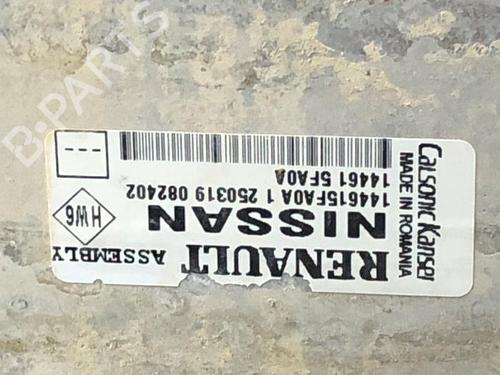 Calsonic Kansei
MADE IN ROMANIA
14461 5FA0A
144615FA0A 1 250319 082402
NISSAN
RENAULT
ASSEMBLY
---
HW6
B-PARTS